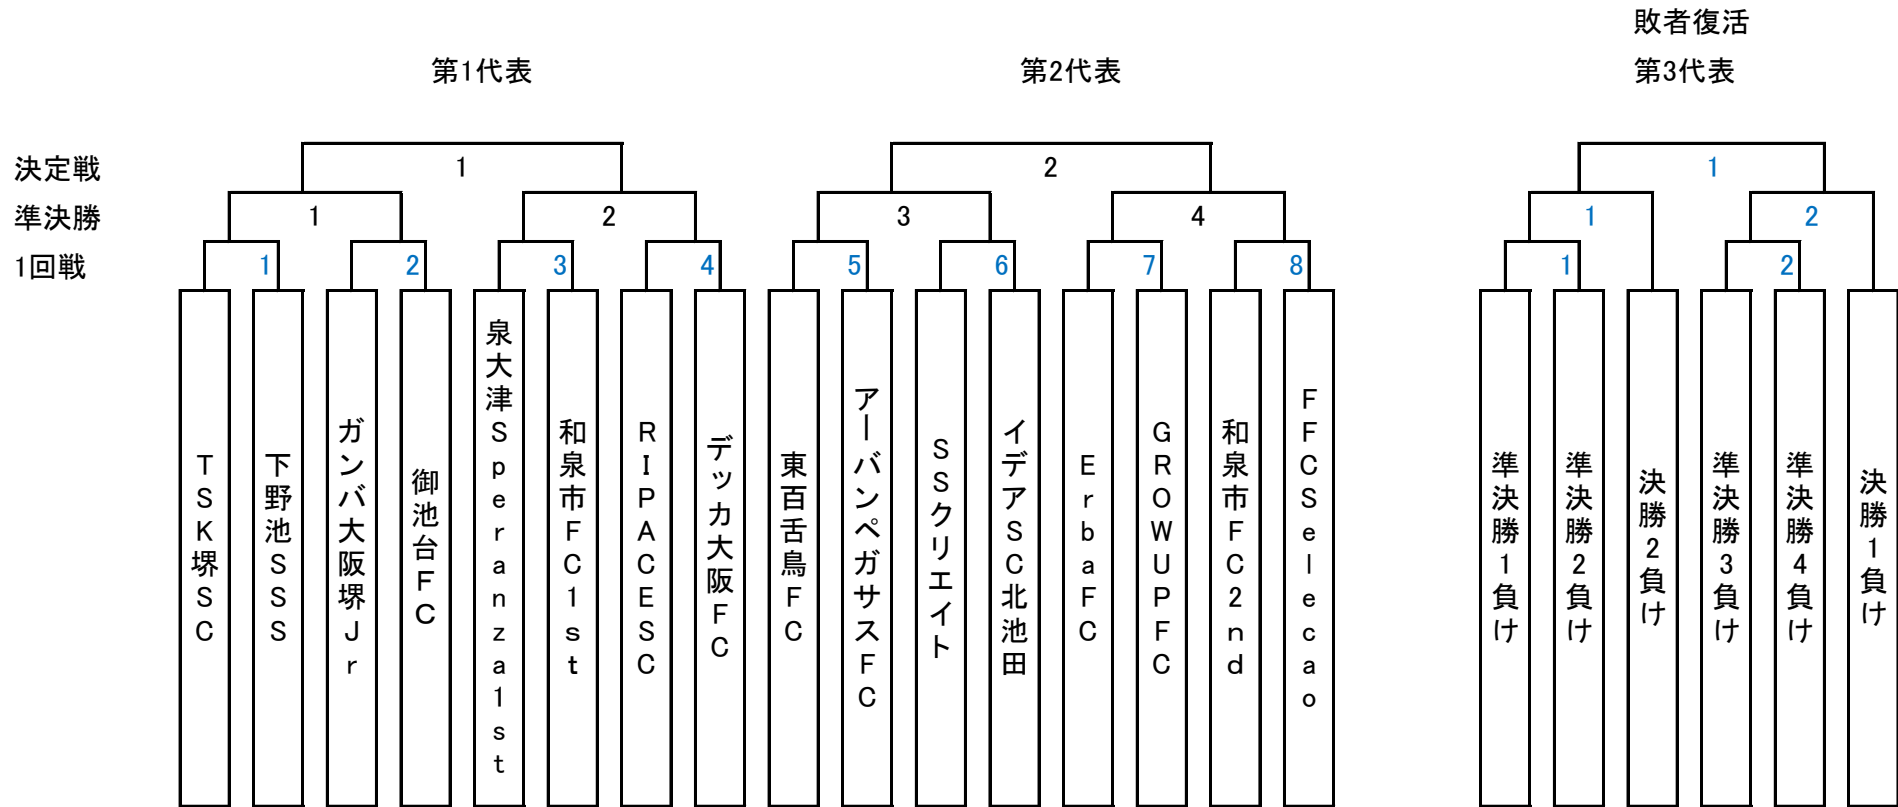 敗者復活
第1代表
第2代表
第3代表
決定戦
1
2
1
準決勝
1
2
3
4
1
2
1回戦
1
2
3
4
5
6
7
8
1
2
TSK堺SC
下野池SSS
ガンバ大阪堺Jr
御池台FC
泉大津Speranza1st
和泉市FC1st
RIPACESC
デッカ大阪FC
東百舌鳥FC
アーバンペガサスFC
SSクリエイト
イデアSC北池田
ErbaFC
GROWUPFC
和泉市FC2nd
FFCSelecao
準決勝1負け
準決勝2負け
決勝2負け
準決勝3負け
準決勝4負け
決勝1負け